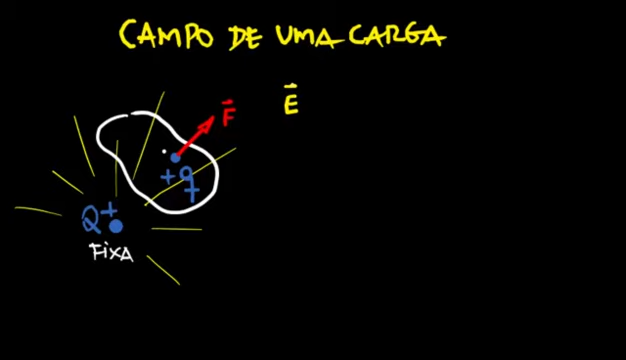 CAMPO DE UMA CARGA
E
F
+q
+
Q+
FIXA